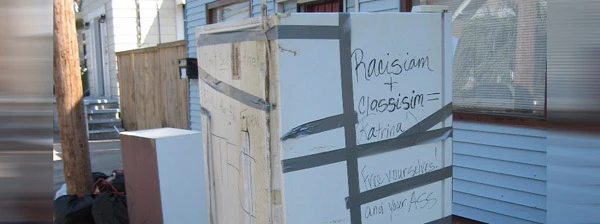 Racisiam
+
Classisim =
Katrina
Free yourselves!
and your ASS